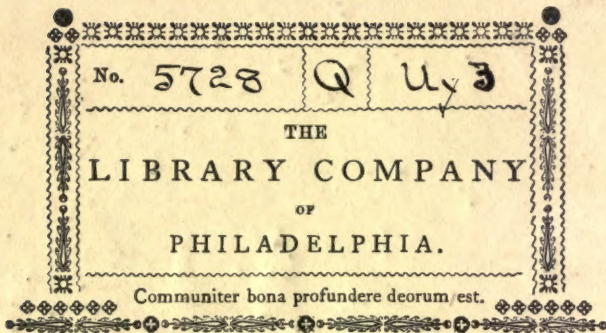 No. 5728 Q Uy 3
THE
LIBRARY COMPANY
OF
PHILADELPHIA.
Communiter bona profundere deorum est.